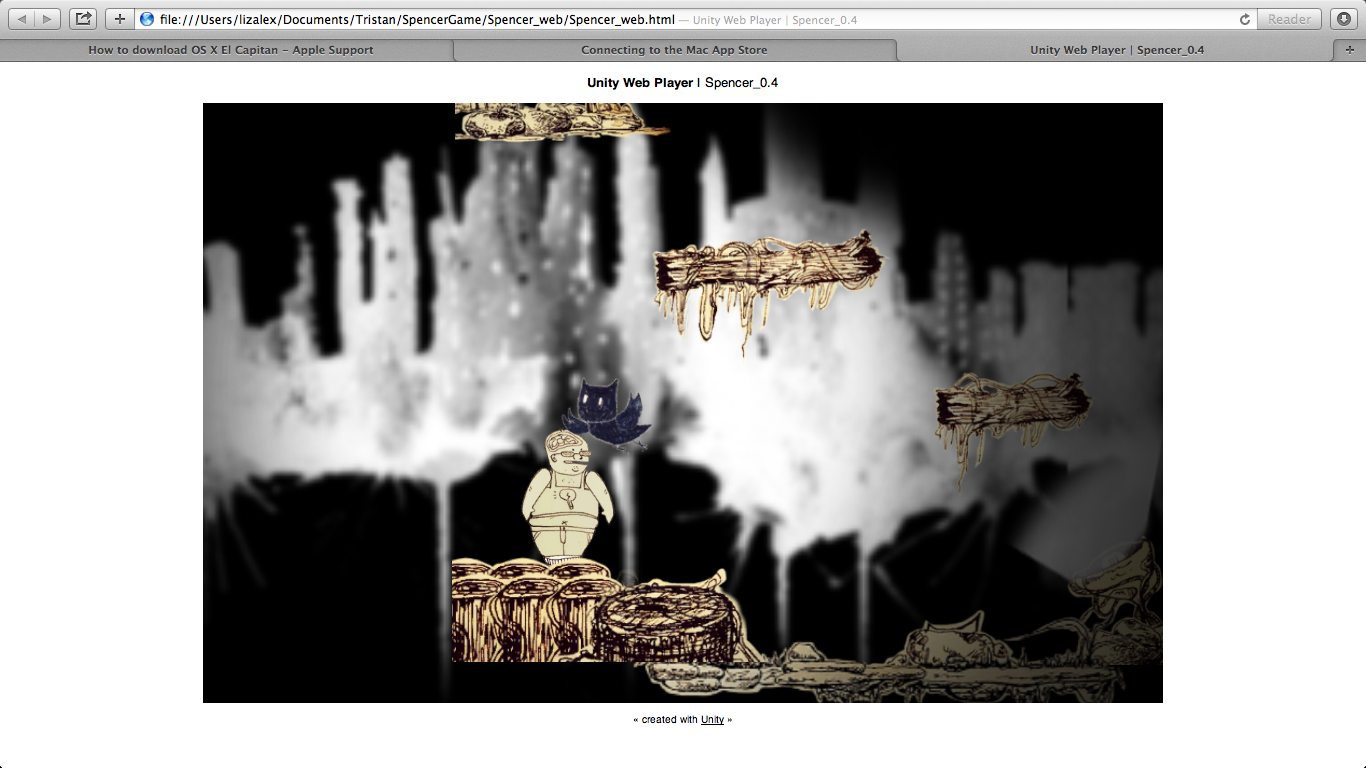 file:///Users/lizalex/Documents/Tristan/SpencerGame/Spencer_web/Spencer_web.html — Unity Web Player | Spencer_0.4
Reader
How to download OS X El Capitan - Apple Support
Connecting to the Mac App Store
Unity Web Player | Spencer_0.4
Unity Web Player | Spencer_0.4
« created with Unity »